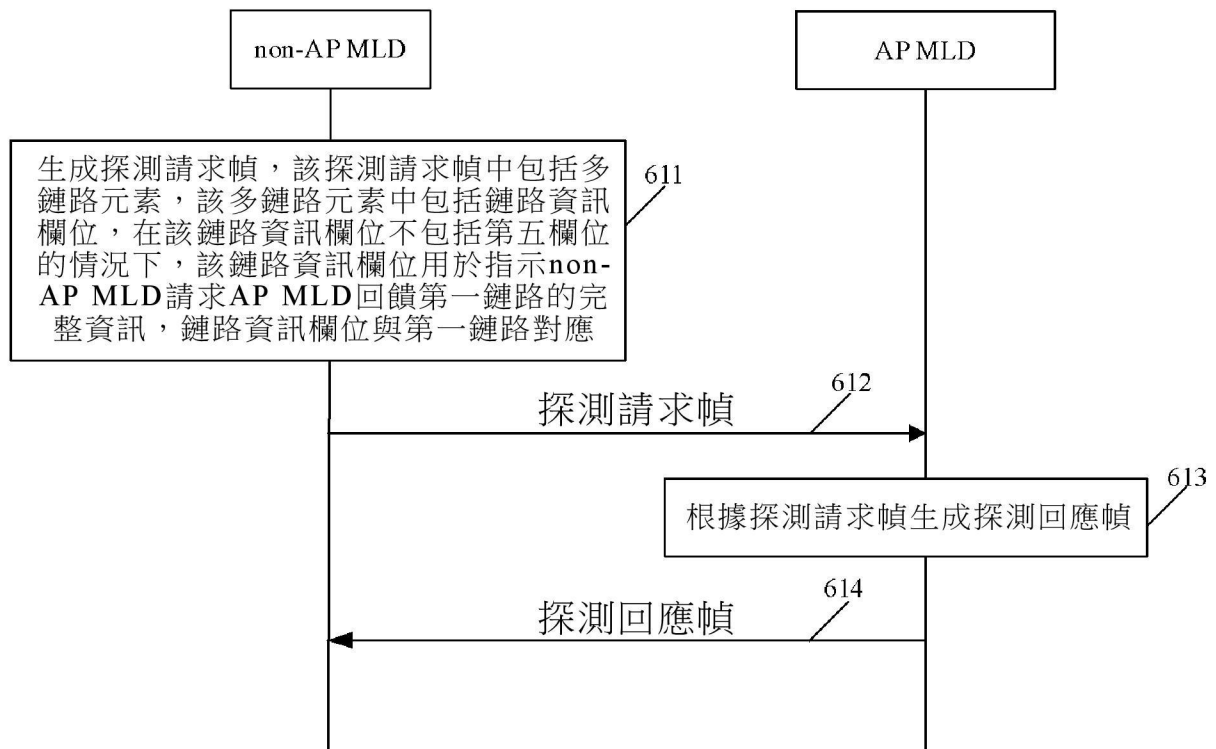 non-AP MLD
AP MLD
生成探測請求幀，該探測請求幀中包括多
鏈路元素，該多鏈路元素中包括鏈路資訊
欄位，在該鏈路資訊欄位不包括第五欄位
的情況下，該鏈路資訊欄位用於指示non-
AP MLD請求AP MLD回饋第一鏈路的完
整資訊，鏈路資訊欄位與第一鏈路對應
611
612
探測請求幀
613
根據探測請求幀生成探測回應幀
614
探測回應幀